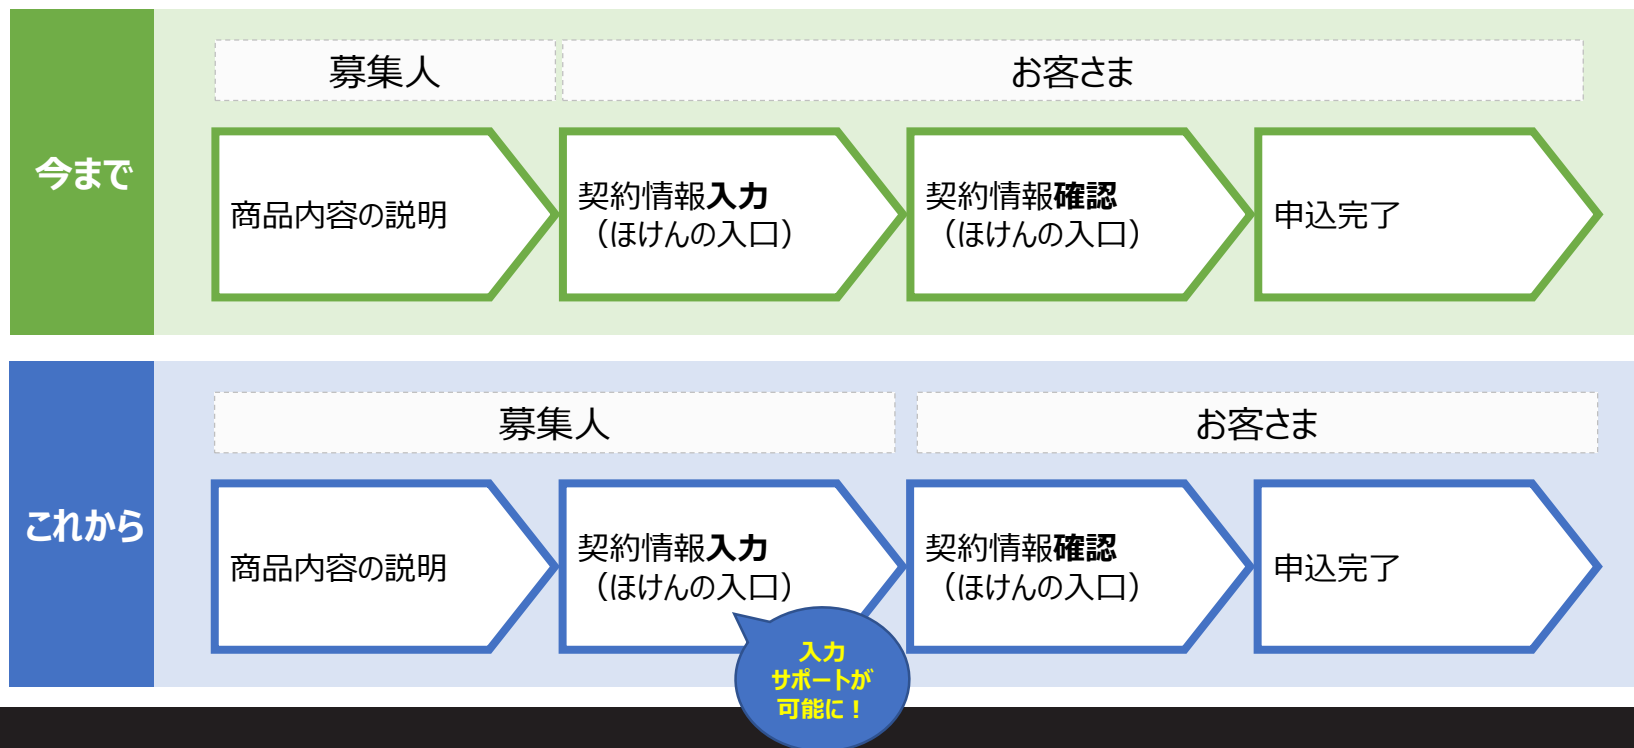 今まで
募集人
お客さま
商品内容の説明
契約情報入力
（ほけんの入口）
契約情報確認
（ほけんの入口）
申込完了
これから
募集人
お客さま
商品内容の説明
契約情報入力
（ほけんの入口）
契約情報確認
（ほけんの入口）
申込完了
入力
サポートが
可能に！